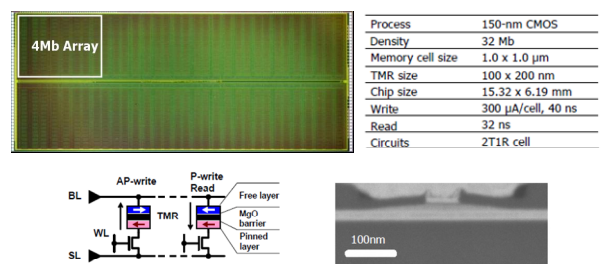 4Mb Array
Process 150-nm CMOS
Density 32 Mb
Memory cell size 1.0 x 1.0 µm
TMR size 100 x 200 nm
Chip size 15.32 x 6.19 mm
Write 300 µA/cell, 40 ns
Read 32 ns
Circuits 2T1R cell
AP-write P-write
Read
Free layer
BL
TMR
MgO
barrier
WL
Pinned
layer
SL
100nm